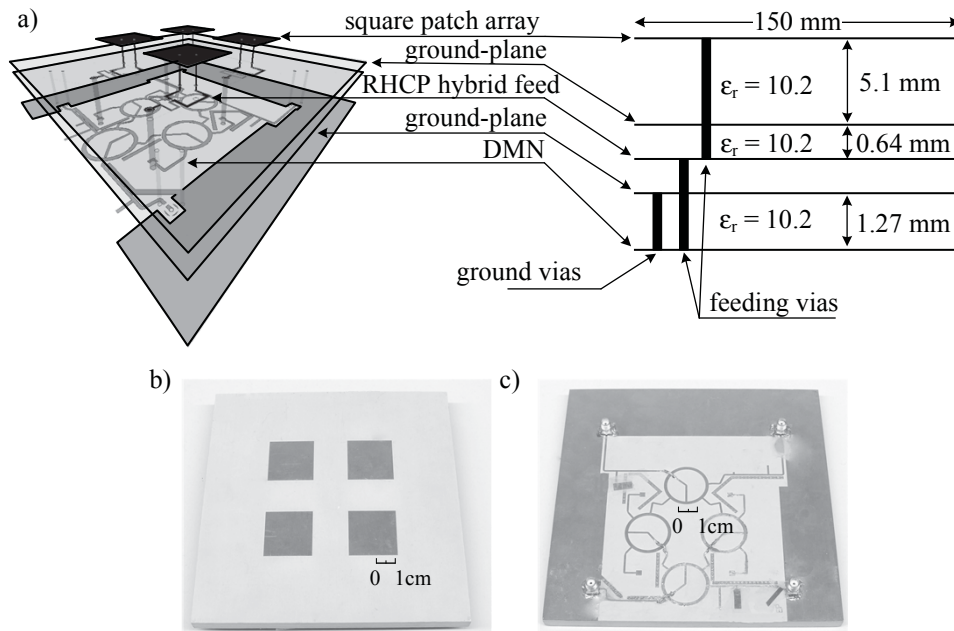 a)
square patch array
ground-plane
RHCP hybrid feed
ground-plane
DMN
150 mm
εr = 10.2
5.1 mm
εr = 10.2
0.64 mm
εr = 10.2
1.27 mm
ground vias
feeding vias
b)
0 1cm
c)
0 1cm